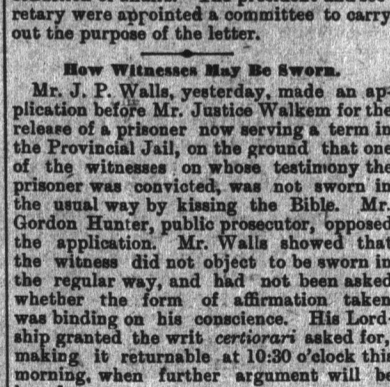 retary were appointed a committee to carry
out the purpose of the letter.
How Witnesses May Be Sworn.
Mr. J. P. Walls, yesterday, made an ap-
plication before Mr. Justice Walkem for the
release of a prisoner now serving a term in
the Provincial Jail, on the ground that one
of the witnesses on whose testimony the
prisoner was convicted, was not sworn in
the usual way by kissing the Bible. Mr.
Gordon Hunter, public prosecutor, opposed
the application. Mr. Walls showed that
the witness did not object to be sworn in
the regular way, and had not been asked
whether the form of affirmation taken
was binding on his conscience. His Lord-
ship granted the writ certiorari asked for,
making it returnable at 10:30 o'clock thi
morning, when further argument will